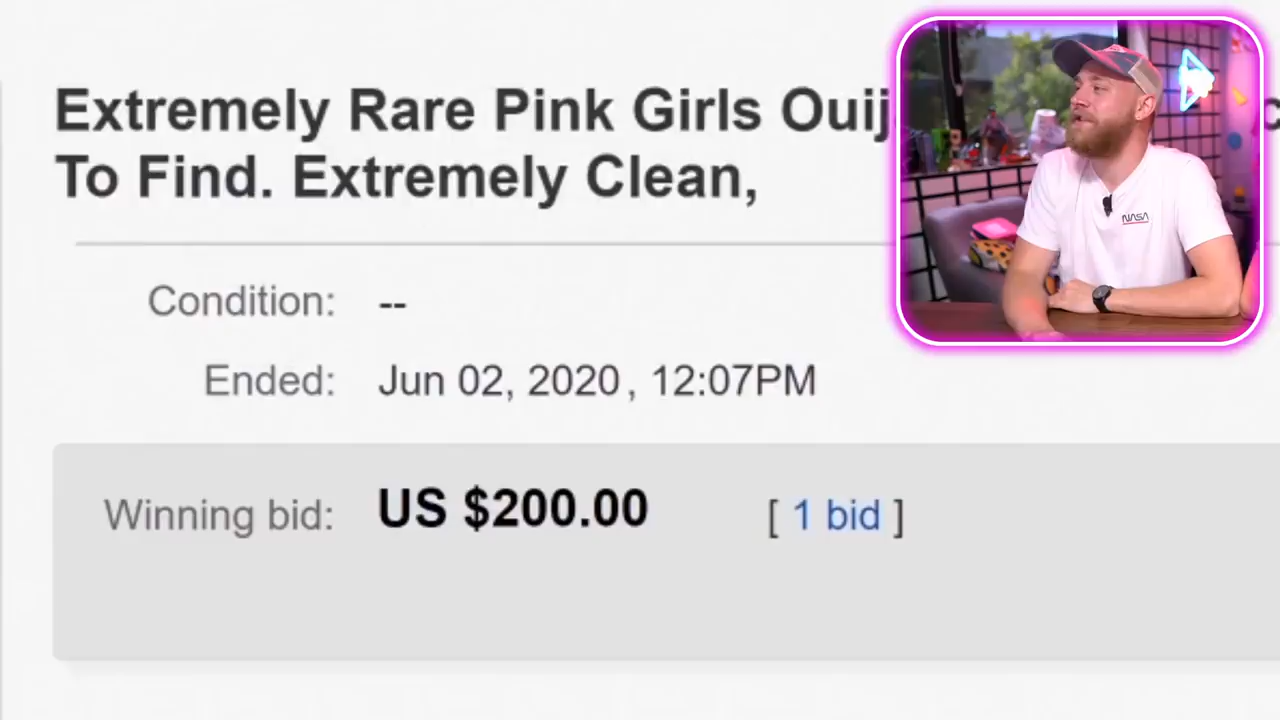 Extremely Rare Pink Girls
To Find. Extremely Clean,
Condition: --
Ended: Jun 02, 2020, 12:07PM
Winning bid: US $200.00 [ 1 bid ]
NASA